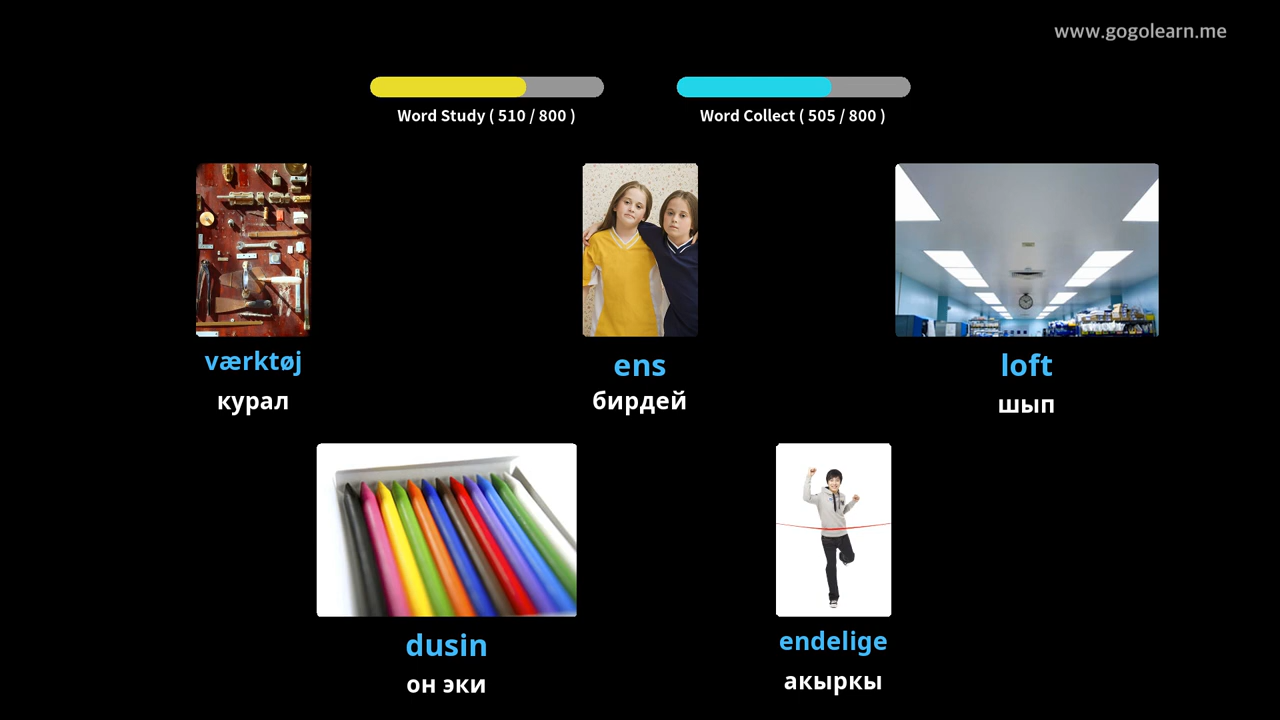 www.gogolearn.me
Word Study ( 510 / 800 )
Word Collect ( 505 / 800 )
værktøj
курал
ens
бирдей
loft
шып
dusin
он эки
endelige
акыркы